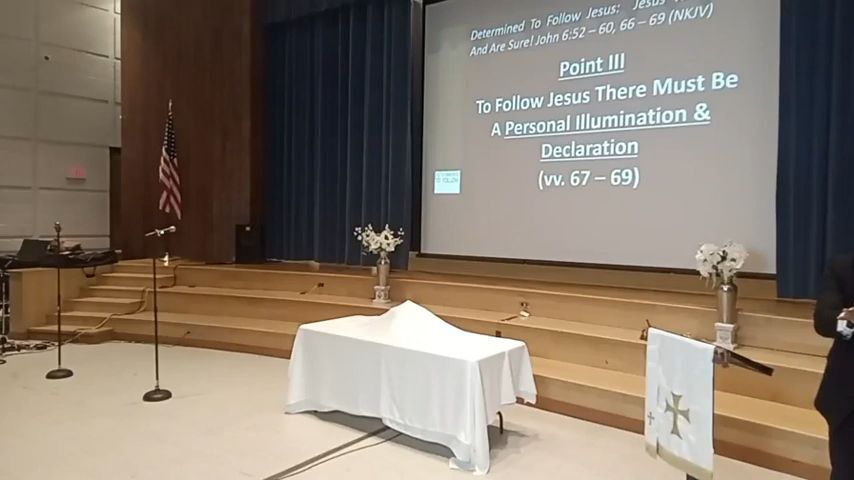 Determined To Follow Jesus: Jesus
And Are Sure! John 6:52 – 60, 66 – 69 (NKJV)
Point III
To Follow Jesus There Must Be
A Personal Illumination &
Declaration
(vv. 67 – 69)